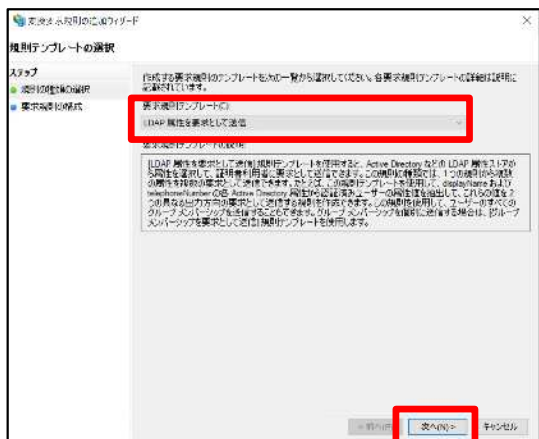 変換要求規則の追加ウィザード
規則テンプレートの選択
ステップ
規則の種類の選択
要求規則の構成
作成する要求規則のテンプレートを次の一覧から選択してください。各要求規則テンプレートの詳細は説明に
記載されています。
要求規則テンプレート(C):
LDAP 属性を要求として送信
要求規則テンプレートの説明:
[LDAP 属性を要求として送信] 規則テンプレートを使用すると、Active Directory などの LDAP 属性ストアか
ら属性を選択して、証明書利用者に要求として送信できます。この規則の種類では、1 つの規則から複数
の属性を複数の要求として送信できます。たとえば、この規則テンプレートを使用して、displayName および
telephoneNumber の各 Active Directory 属性から認証済みユーザーの属性値を抽出して、これらの値を 2
つの異なる出力方向の要求として送信する規則を作成できます。この規則を使用して、ユーザーのすべての
グループ メンバーシップを送信することもできます。グループ メンバーシップを個別に送信する場合は、[グループ
メンバーシップを要求として送信] 規則テンプレートを使用します。
< 前へ(P)
次へ(N) >
キャンセル